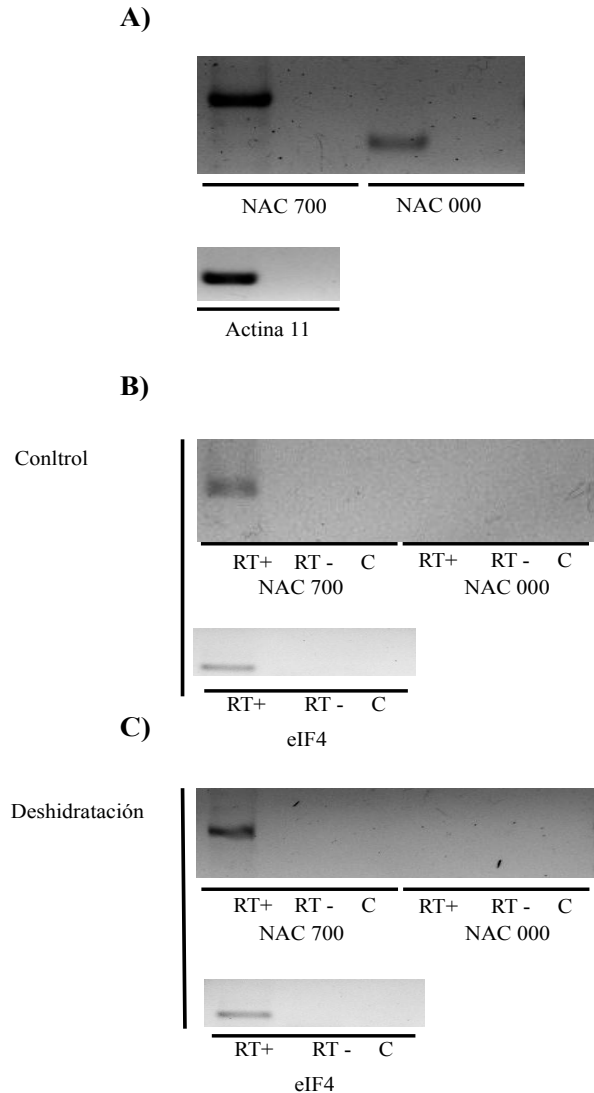 A)
NAC 700 NAC 000
Actina 11
B)
Conltrol
RT+ RT - C RT+ RT - C
NAC 700 NAC 000
RT+ RT - C
eIF4
C)
Deshidratación
RT+ RT - C RT+ RT - C
NAC 700 NAC 000
RT+ RT - C
eIF4